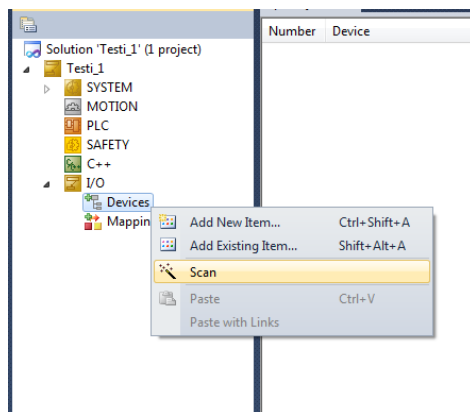 Number Device
Solution 'Testi_1' (1 project)
Testi_1
SYSTEM
MOTION
PLC
SAFETY
C++
I/O
Devices
Mappin
Add New Item... Ctrl+Shift+A
Add Existing Item... Shift+Alt+A
Scan
Paste Ctrl+V
Paste with Links